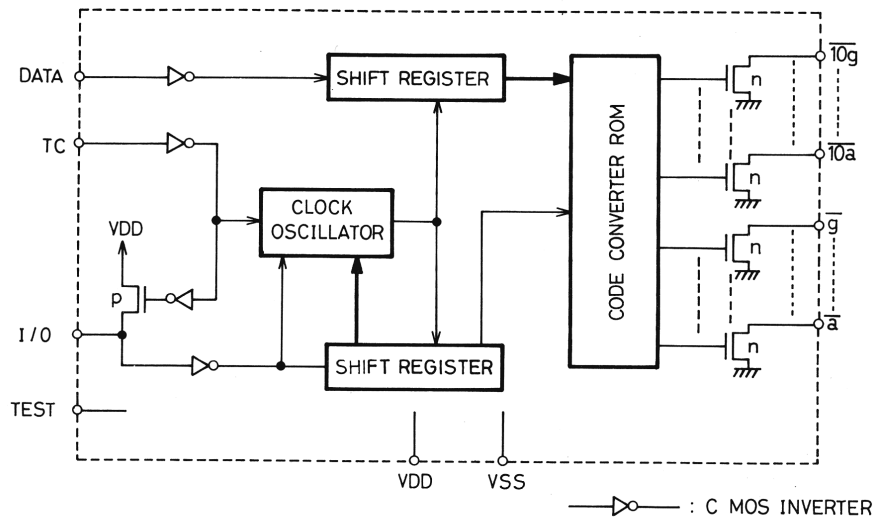 DATA
TC
VDD
p
I/O
TEST
SHIFT REGISTER
CLOCK
OSCILLATOR
SHIFT REGISTER
CODE CONVERTER ROM
n
n
n
n
10g
10a
g
a
VDD
VSS
: C MOS INVERTER